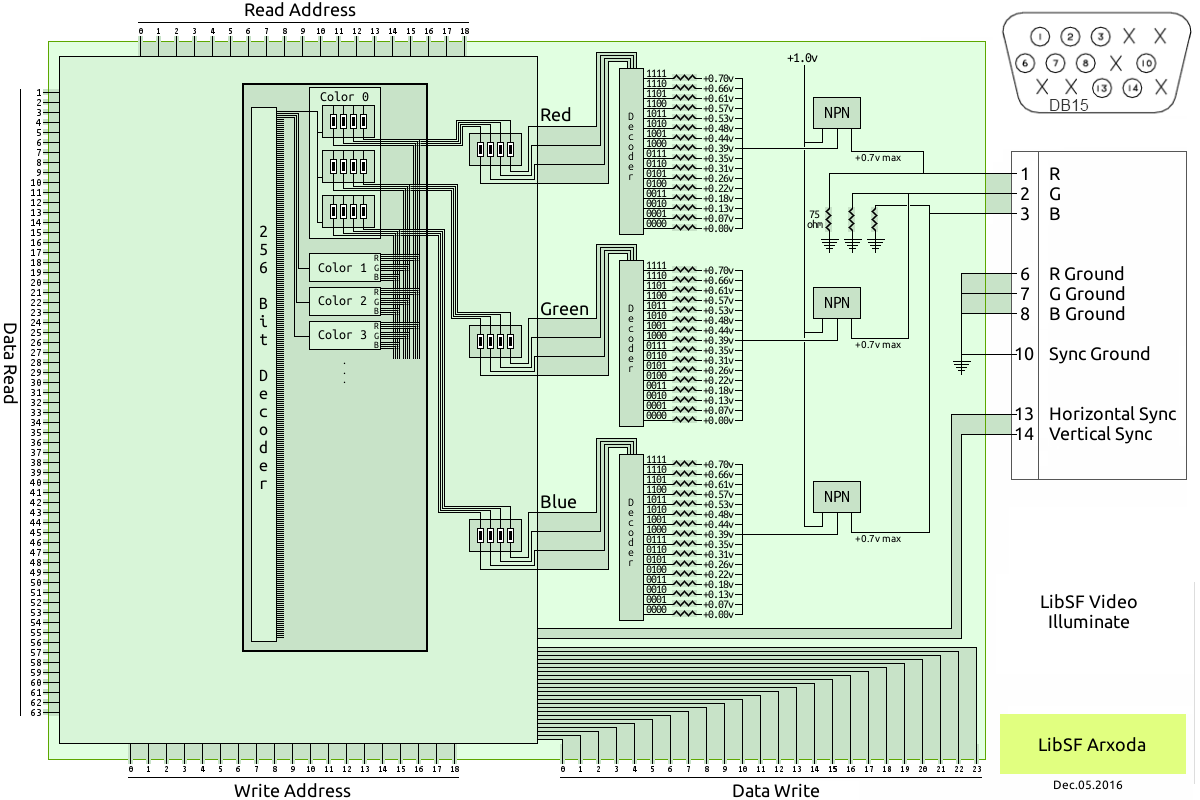 Read Address
0 1 2 3 4 5 6 7 8 9 10 11 12 13 14 15 16 17 18
Data Read
1
2
3
4
5
6
7
8
9
10
11
12
13
14
15
16
17
18
19
20
21
22
23
24
25
26
27
28
29
30
31
32
33
34
35
36
37
38
39
40
41
42
43
44
45
46
47
48
49
50
51
52
53
54
55
56
57
58
59
60
61
62
63
256 Bit Decoder
Color 0
Color 1
R
G
B
Color 2
R
G
B
Color 3
R
G
B
Red
Decoder
1111 +0.70v
1110 +0.66v
1101 +0.61v
1100 +0.57v
1011 +0.53v
1010 +0.48v
1001 +0.44v
1000 +0.39v
0111 +0.35v
0110 +0.31v
0101 +0.26v
0100 +0.22v
0011 +0.18v
0010 +0.13v
0001 +0.07v
0000 +0.00v
Green
Decoder
1111 +0.70v
1110 +0.66v
1101 +0.61v
1100 +0.57v
1011 +0.53v
1010 +0.48v
1001 +0.44v
1000 +0.39v
0111 +0.35v
0110 +0.31v
0101 +0.26v
0100 +0.22v
0011 +0.18v
0010 +0.13v
0001 +0.07v
0000 +0.00v
Blue
Decoder
1111 +0.70v
1110 +0.66v
1101 +0.61v
1100 +0.57v
1011 +0.53v
1010 +0.48v
1001 +0.44v
1000 +0.39v
0111 +0.35v
0110 +0.31v
0101 +0.26v
0100 +0.22v
0011 +0.18v
0010 +0.13v
0001 +0.07v
0000 +0.00v
+1.0v
NPN
+0.7v max
75
ohm
NPN
+0.7v max
NPN
+0.7v max
1 2 3 X X
6 7 8 X 10
X X 13 14 X
DB15
1 R
2 G
3 B
6 R Ground
7 G Ground
8 B Ground
10 Sync Ground
13 Horizontal Sync
14 Vertical Sync
LibSF Video
Illuminate
LibSF Arxoda
Dec.05.2016
0 1 2 3 4 5 6 7 8 9 10 11 12 13 14 15 16 17 18
Write Address
0 1 2 3 4 5 6 7 8 9 10 11 12 13 14 15 16 17 18 19 20 21 22 23
Data Write